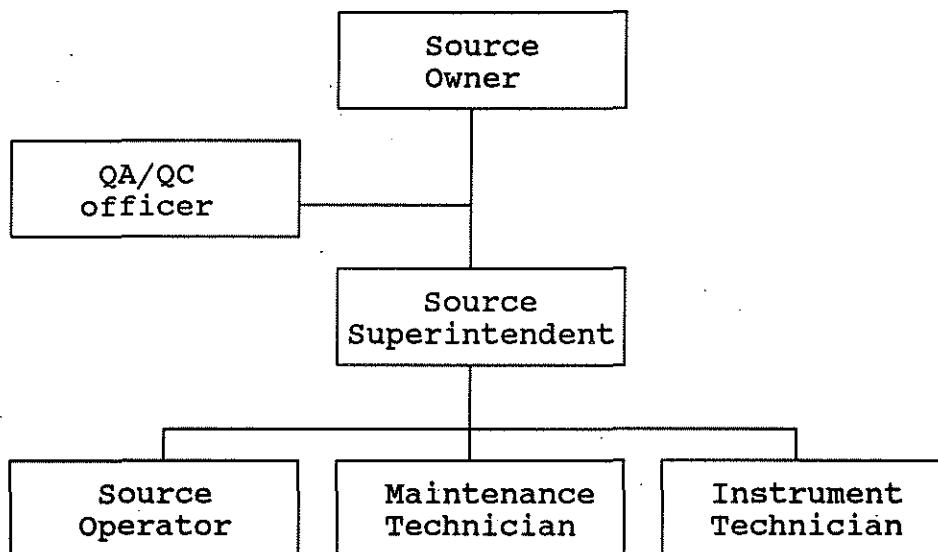 Source
Owner
QA/QC
officer
Source
Superintendent
Source
Operator
Maintenance
Technician
Instrument
Technician